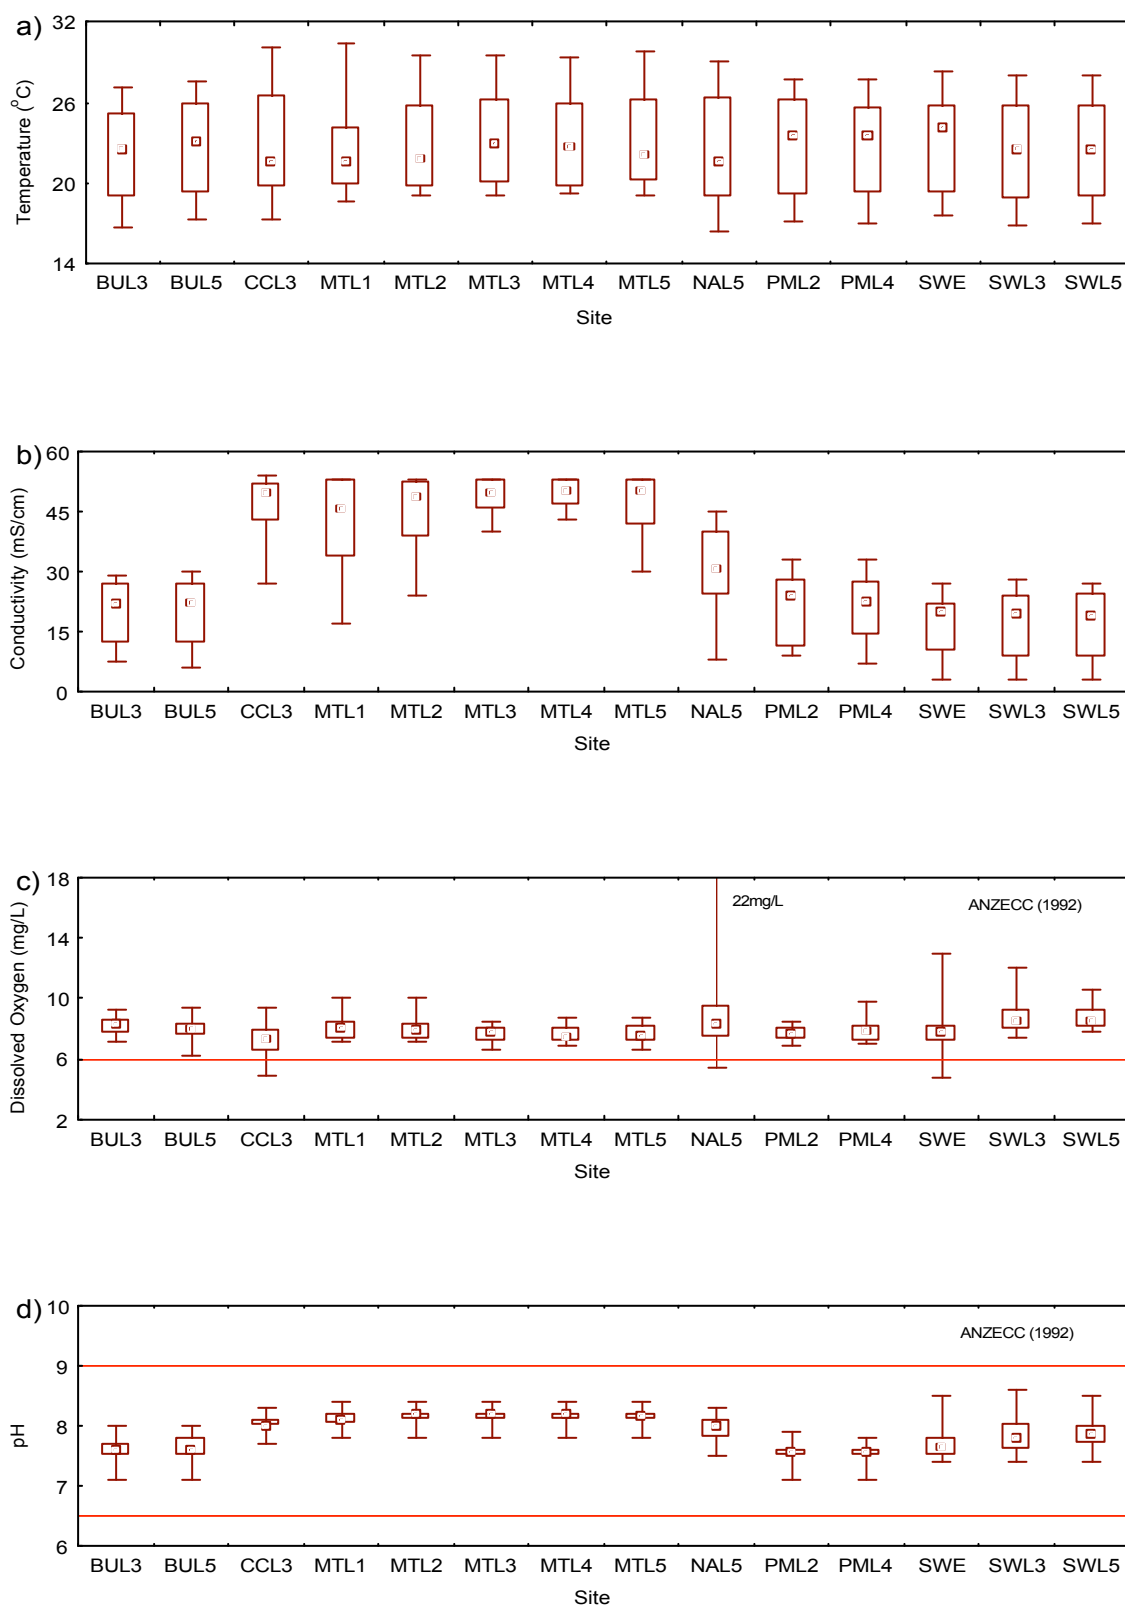 a)
Temperature (°C)
32
26
20
14
BUL3 BUL5 CCL3 MTL1 MTL2 MTL3 MTL4 MTL5 NAL5 PML2 PML4 SWE SWL3 SWL5
Site
b)
Conductivity (mS/cm)
60
45
30
15
0
BUL3 BUL5 CCL3 MTL1 MTL2 MTL3 MTL4 MTL5 NAL5 PML2 PML4 SWE SWL3 SWL5
Site
c)
Dissolved Oxygen (mg/L)
18
14
10
6
2
22mg/L
ANZECC (1992)
BUL3 BUL5 CCL3 MTL1 MTL2 MTL3 MTL4 MTL5 NAL5 PML2 PML4 SWE SWL3 SWL5
Site
d)
pH
10
9
8
7
6
ANZECC (1992)
BUL3 BUL5 CCL3 MTL1 MTL2 MTL3 MTL4 MTL5 NAL5 PML2 PML4 SWE SWL3 SWL5
Site